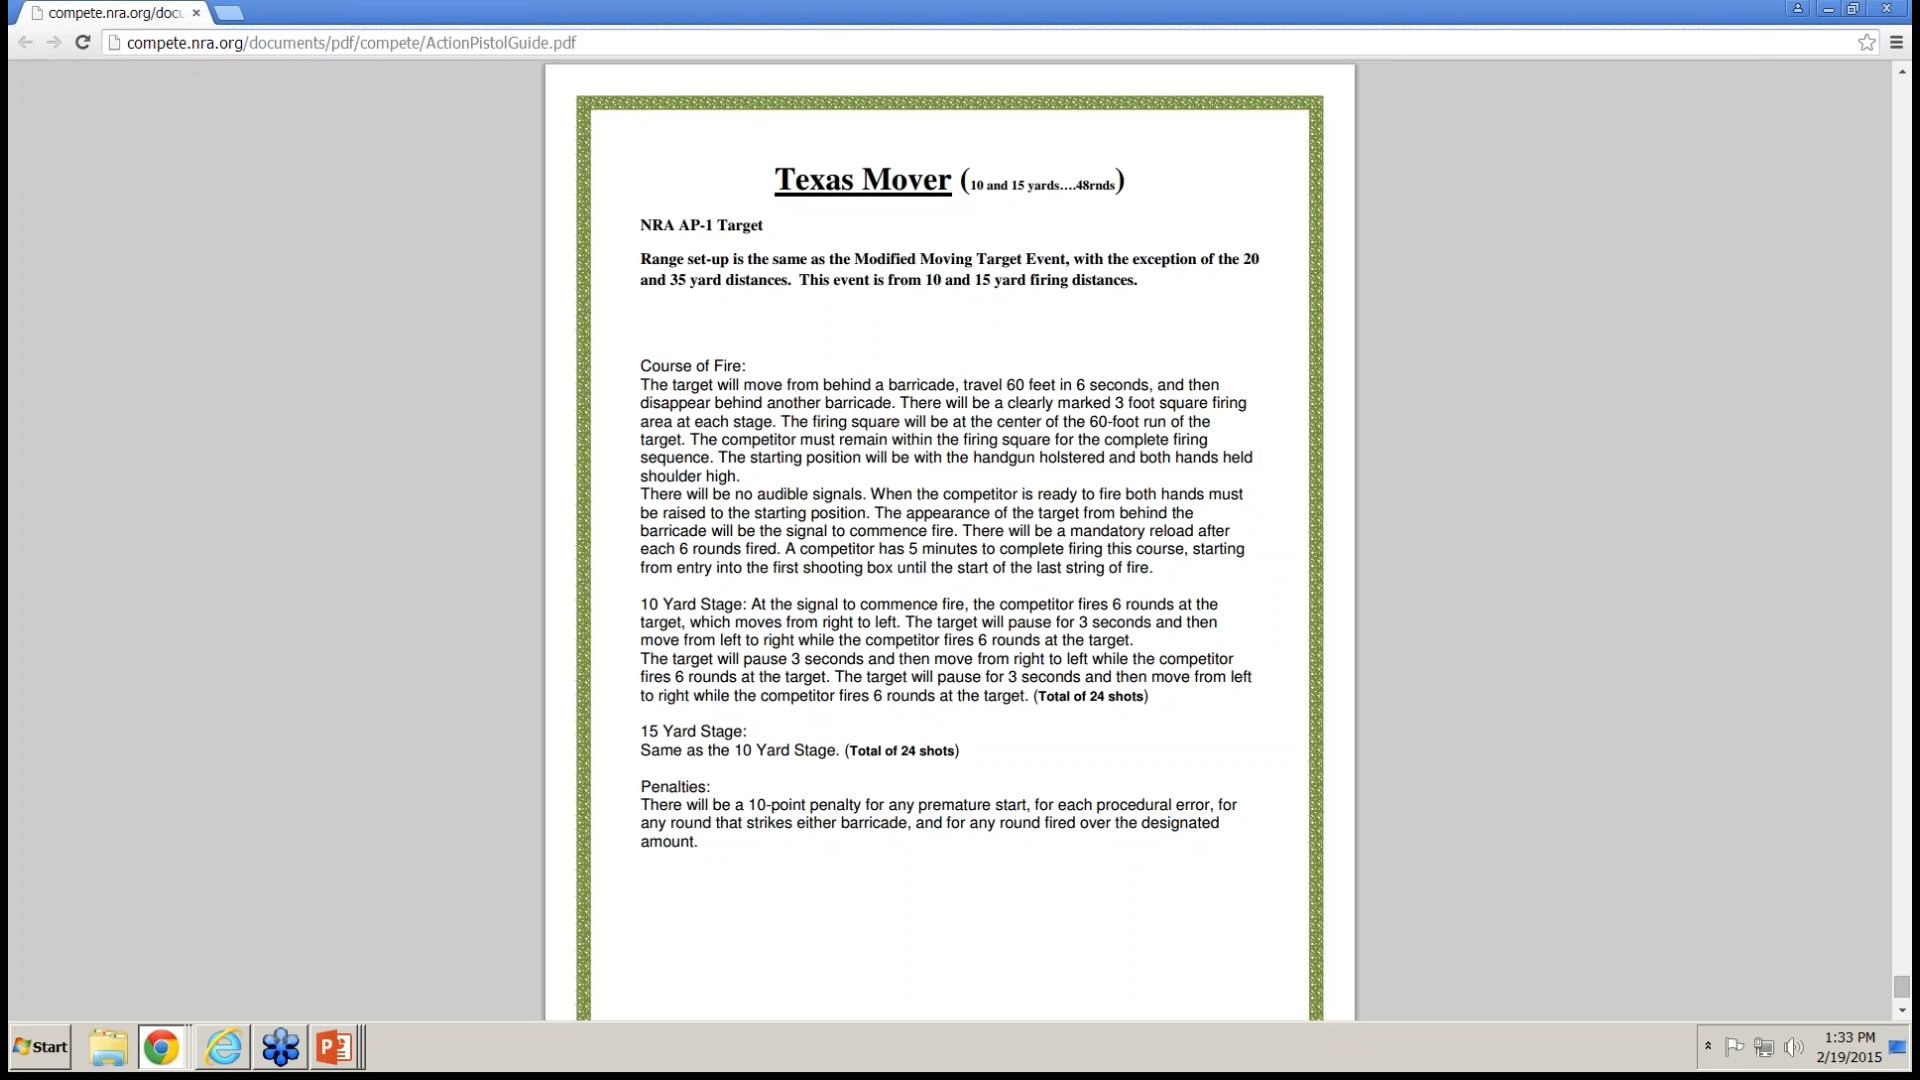 compete.nra.org/docu
compete.nra.org/documents/pdf/compete/ActionPistolGuide.pdf
Texas Mover (10 and 15 yards....48rnds)
NRA AP-1 Target
Range set-up is the same as the Modified Moving Target Event, with the exception of the 20
and 35 yard distances.  This event is from 10 and 15 yard firing distances.
Course of Fire:
The target will move from behind a barricade, travel 60 feet in 6 seconds, and then
disappear behind another barricade. There will be a clearly marked 3 foot square firing
area at each stage. The firing square will be at the center of the 60-foot run of the
target. The competitor must remain within the firing square for the complete firing
sequence. The starting position will be with the handgun holstered and both hands held
shoulder high.
There will be no audible signals. When the competitor is ready to fire both hands must
be raised to the starting position. The appearance of the target from behind the
barricade will be the signal to commence fire. There will be a mandatory reload after
each 6 rounds fired. A competitor has 5 minutes to complete firing this course, starting
from entry into the first shooting box until the start of the last string of fire.
10 Yard Stage: At the signal to commence fire, the competitor fires 6 rounds at the
target, which moves from right to left. The target will pause for 3 seconds and then
move from left to right while the competitor fires 6 rounds at the target.
The target will pause 3 seconds and then move from right to left while the competitor
fires 6 rounds at the target. The target will pause for 3 seconds and then move from left
to right while the competitor fires 6 rounds at the target. (Total of 24 shots)
15 Yard Stage:
Same as the 10 Yard Stage. (Total of 24 shots)
Penalties:
There will be a 10-point penalty for any premature start, for each procedural error, for
any round that strikes either barricade, and for any round fired over the designated
amount.
Start
1:33 PM
2/19/2015